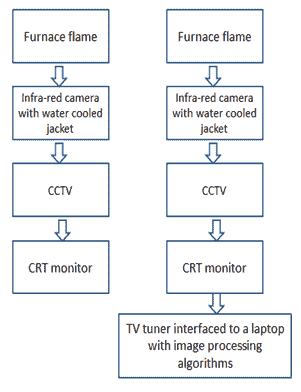 Furnace flame
Infra-red camera
with water cooled
jacket
CCTV
CRT monitor
Furnace flame
Infra-red camera
with water cooled
jacket
CCTV
CRT monitor
TV tuner interfaced to a laptop
with image processing
algorithms